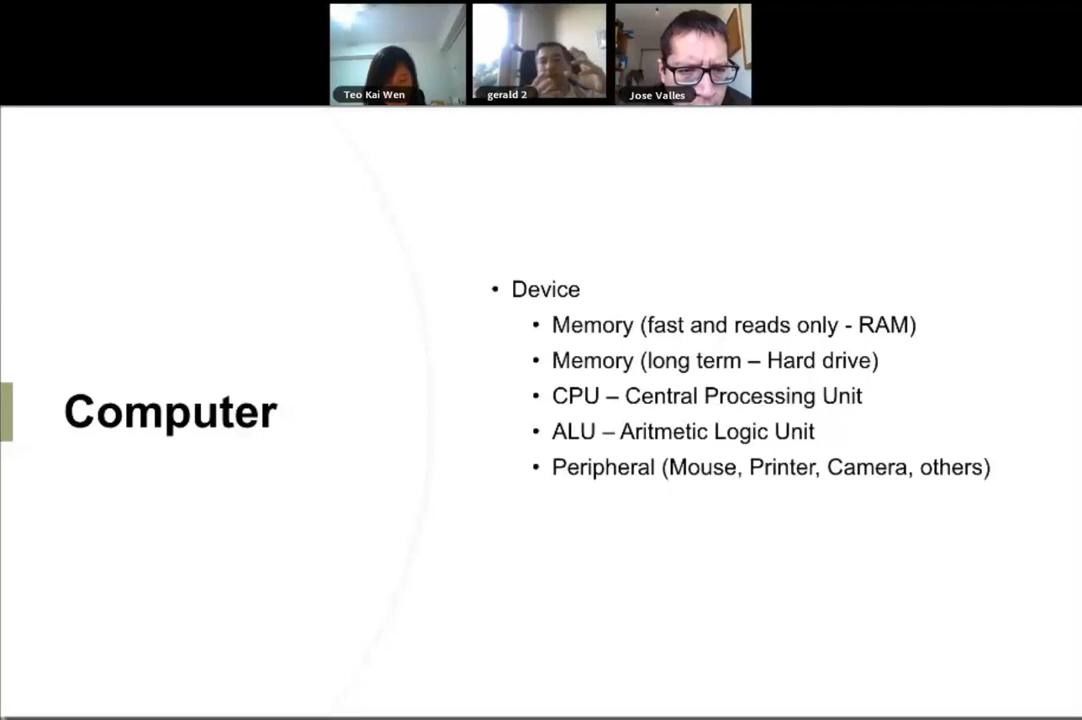 Teo Kai Wen
gerald 2
Jose Valles
Computer
• Device
• Memory (fast and reads only - RAM)
• Memory (long term – Hard drive)
• CPU – Central Processing Unit
• ALU – Aritmetic Logic Unit
• Peripheral (Mouse, Printer, Camera, others)